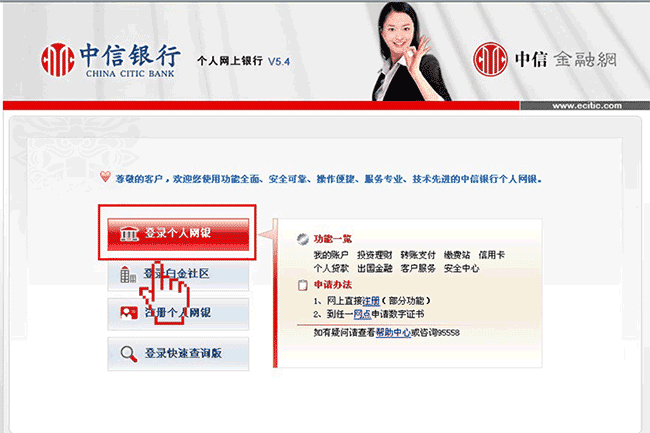 中信银行
CHINA CITIC BANK
个人网上银行 V5.4
中信 金融網
www.ecitic.com
尊敬的客户，欢迎您使用功能全面、安全可靠、操作便捷、服务专业、技术先进的中信银行个人网银。
登录个人网银
登录白金社区
注册个人网银
登录快速查询版
功能一览
我的账户 投资理财 转账支付 缴费站 信用卡
个人贷款 出国金融 客户服务 安全中心
申请办法
1、网上直接注册（部分功能）
2、到任一网点申请数字证书
如有疑问请查看帮助中心或咨询95558